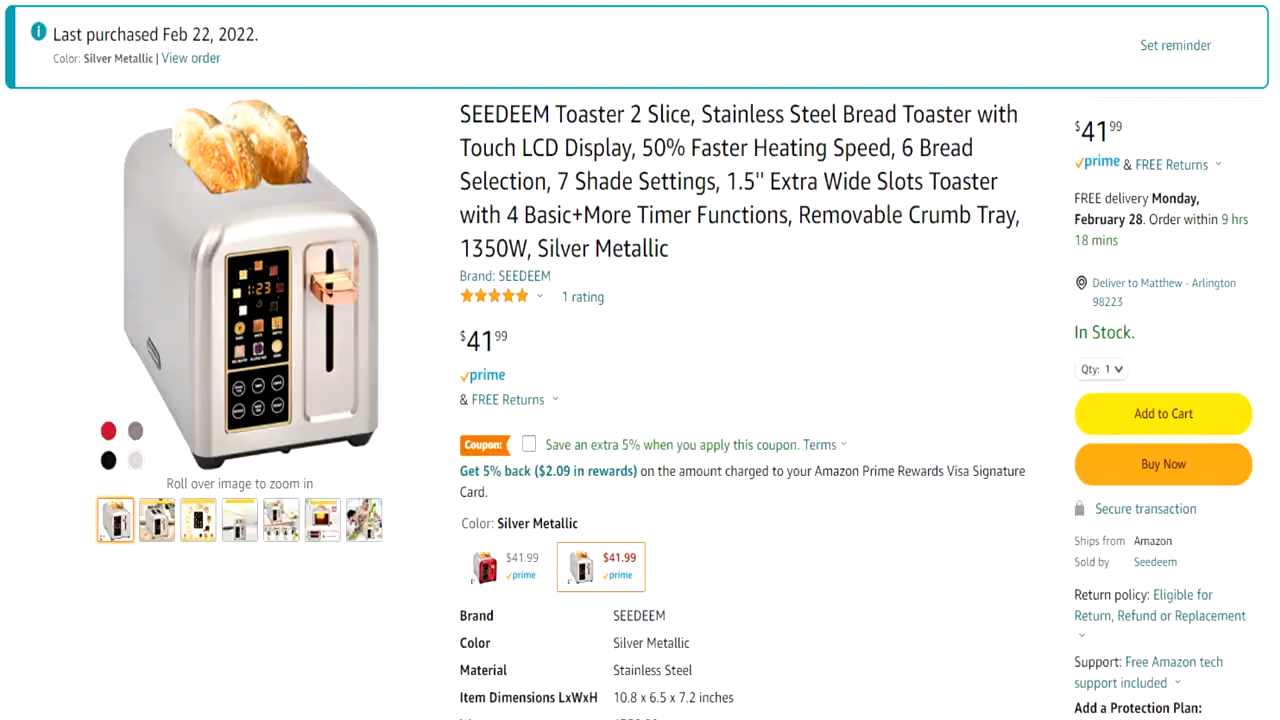 Last purchased Feb 22, 2022.
Color: Silver Metallic | View order
Set reminder
SEEDEEM Toaster 2 Slice, Stainless Steel Bread Toaster with
Touch LCD Display, 50% Faster Heating Speed, 6 Bread
Selection, 7 Shade Settings, 1.5'' Extra Wide Slots Toaster
with 4 Basic+More Timer Functions, Removable Crumb Tray,
1350W, Silver Metallic
Brand: SEEDEEM
1 rating
$41.99
prime
& FREE Returns
Coupon: Save an extra 5% when you apply this coupon. Terms
Get 5% back ($2.09 in rewards) on the amount charged to your Amazon Prime Rewards Visa Signature
Card.
Color: Silver Metallic
$41.99
prime
$41.99
prime
Brand SEEDEEM
Color Silver Metallic
Material Stainless Steel
Item Dimensions LxWxH 10.8 x 6.5 x 7.2 inches
1:23
Roll over image to zoom in
$41.99
prime & FREE Returns
FREE delivery Monday,
February 28. Order within 9 hrs
18 mins
Deliver to Matthew - Arlington
98223
In Stock.
Qty: 1
Add to Cart
Buy Now
Secure transaction
Ships from Amazon
Sold by Seedeem
Return policy: Eligible for
Return, Refund or Replacement
Support: Free Amazon tech
support included
Add a Protection Plan: